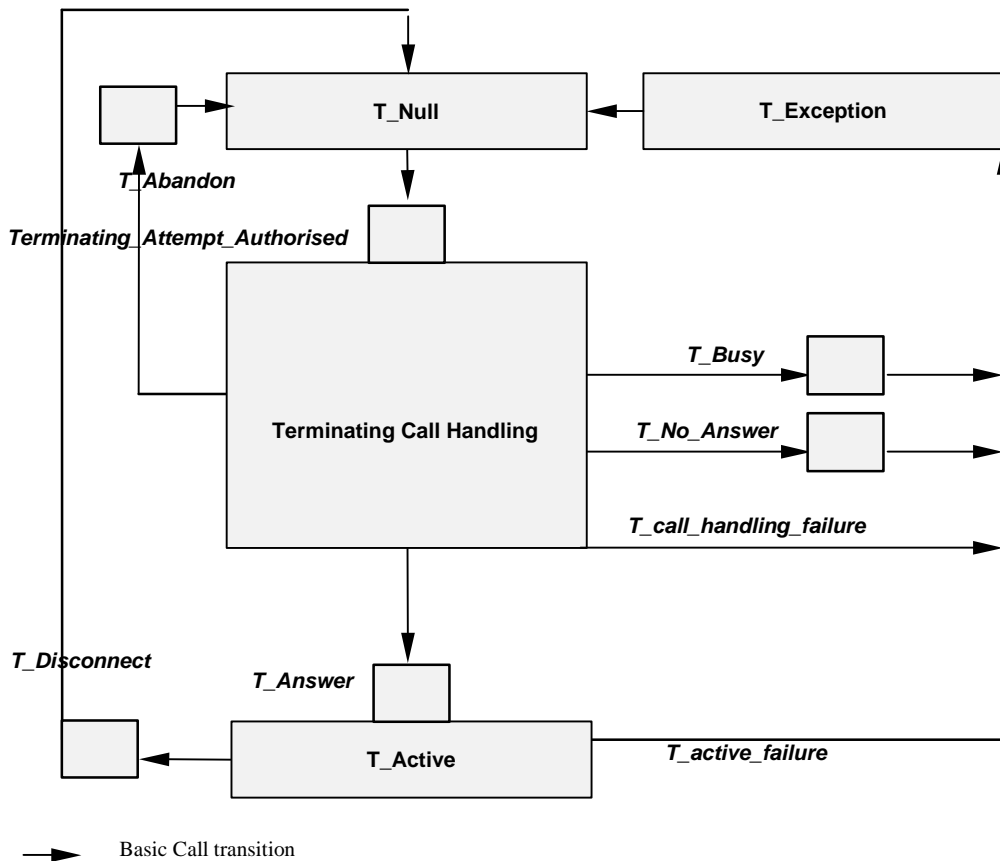 T_Null
T_Exception
T_Abandon
Terminating_Attempt_Authorised
T_Busy
Terminating Call Handling
T_No_Answer
T_call_handling_failure
T_Disconnect
T_Answer
T_Active
T_active_failure
Basic Call transition